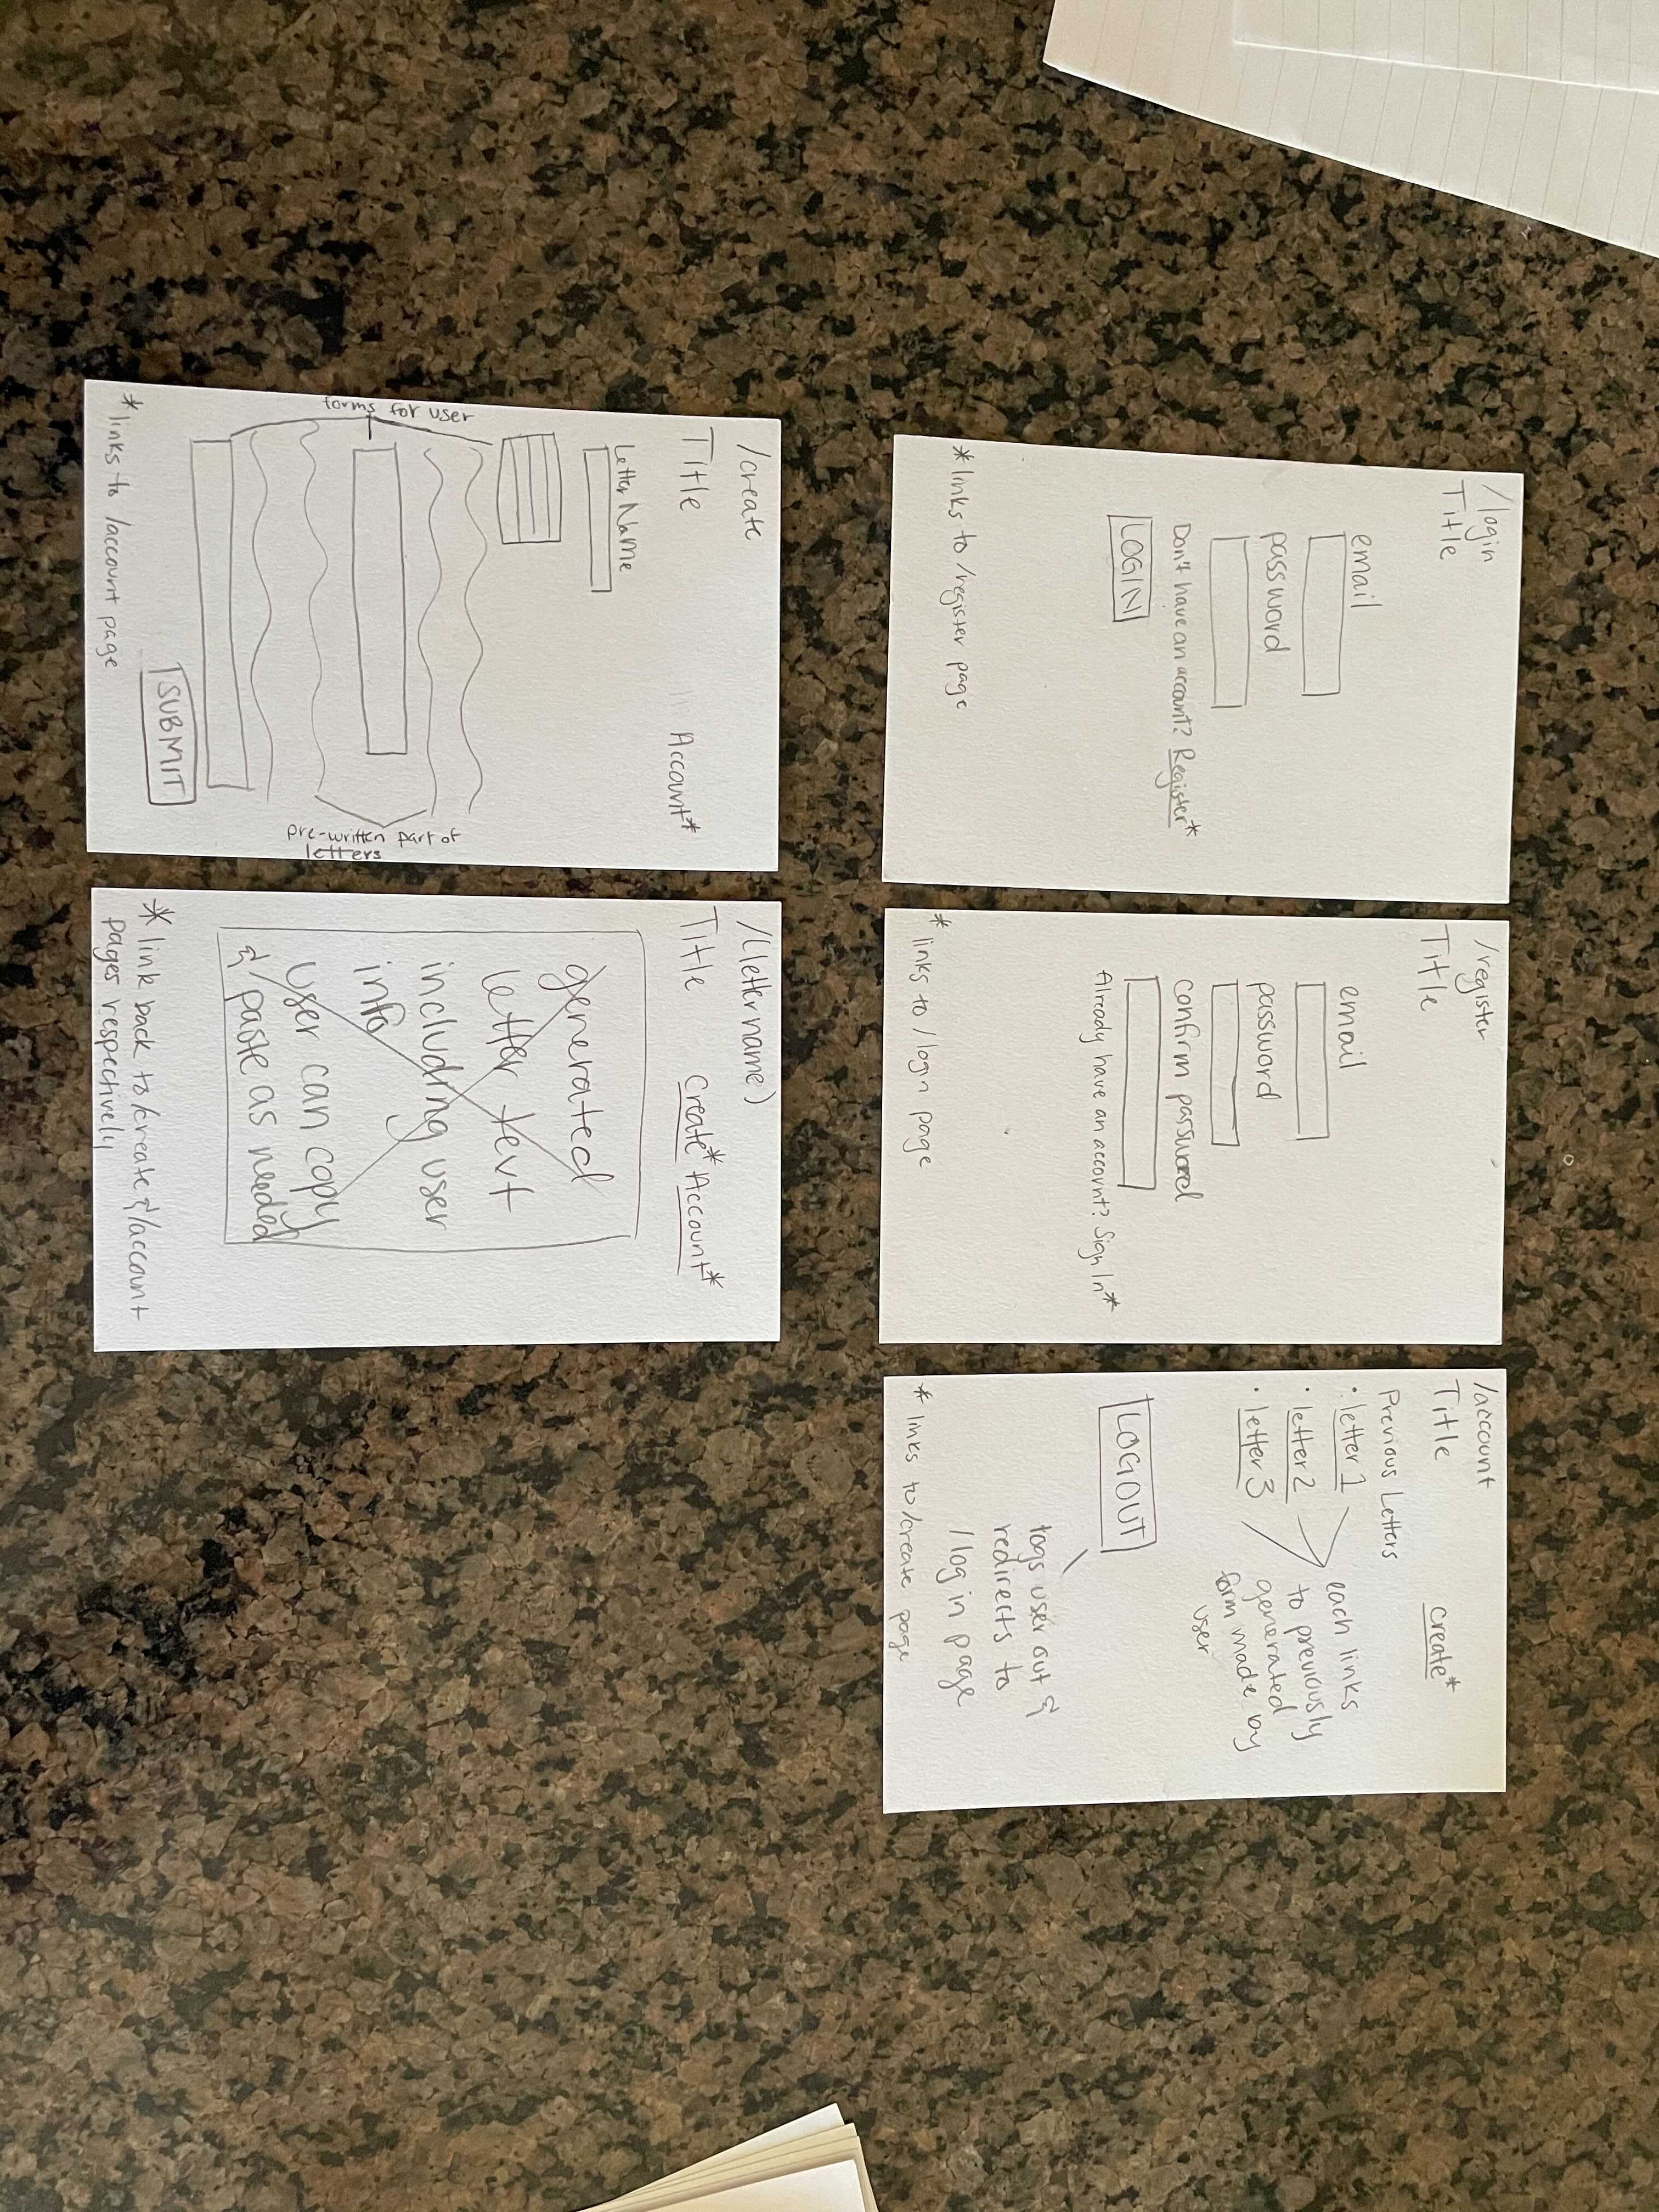 /login
Title
email
password
Don't have an account? Register*
LOGIN
* links to /register page
/register
Title
email
password
confirm password
Already have an account? Sign In*
* links to /login page
/account
Title
create*
Previous Letters
• letter 1
• letter 2
• letter 3
each links
to previously
generated
form made by
user
LOGOUT
logs user out &
redirects to
/login page
* links to /create page
/create
Title
Account*
Letter Name
forms for user
pre-written part of
letters
SUBMIT
* links to /account page
/(letter name)
Title create* Account*
generated
letter text
including user
info
user can copy
& paste as needed
* link back to /create & /account
pages respectively